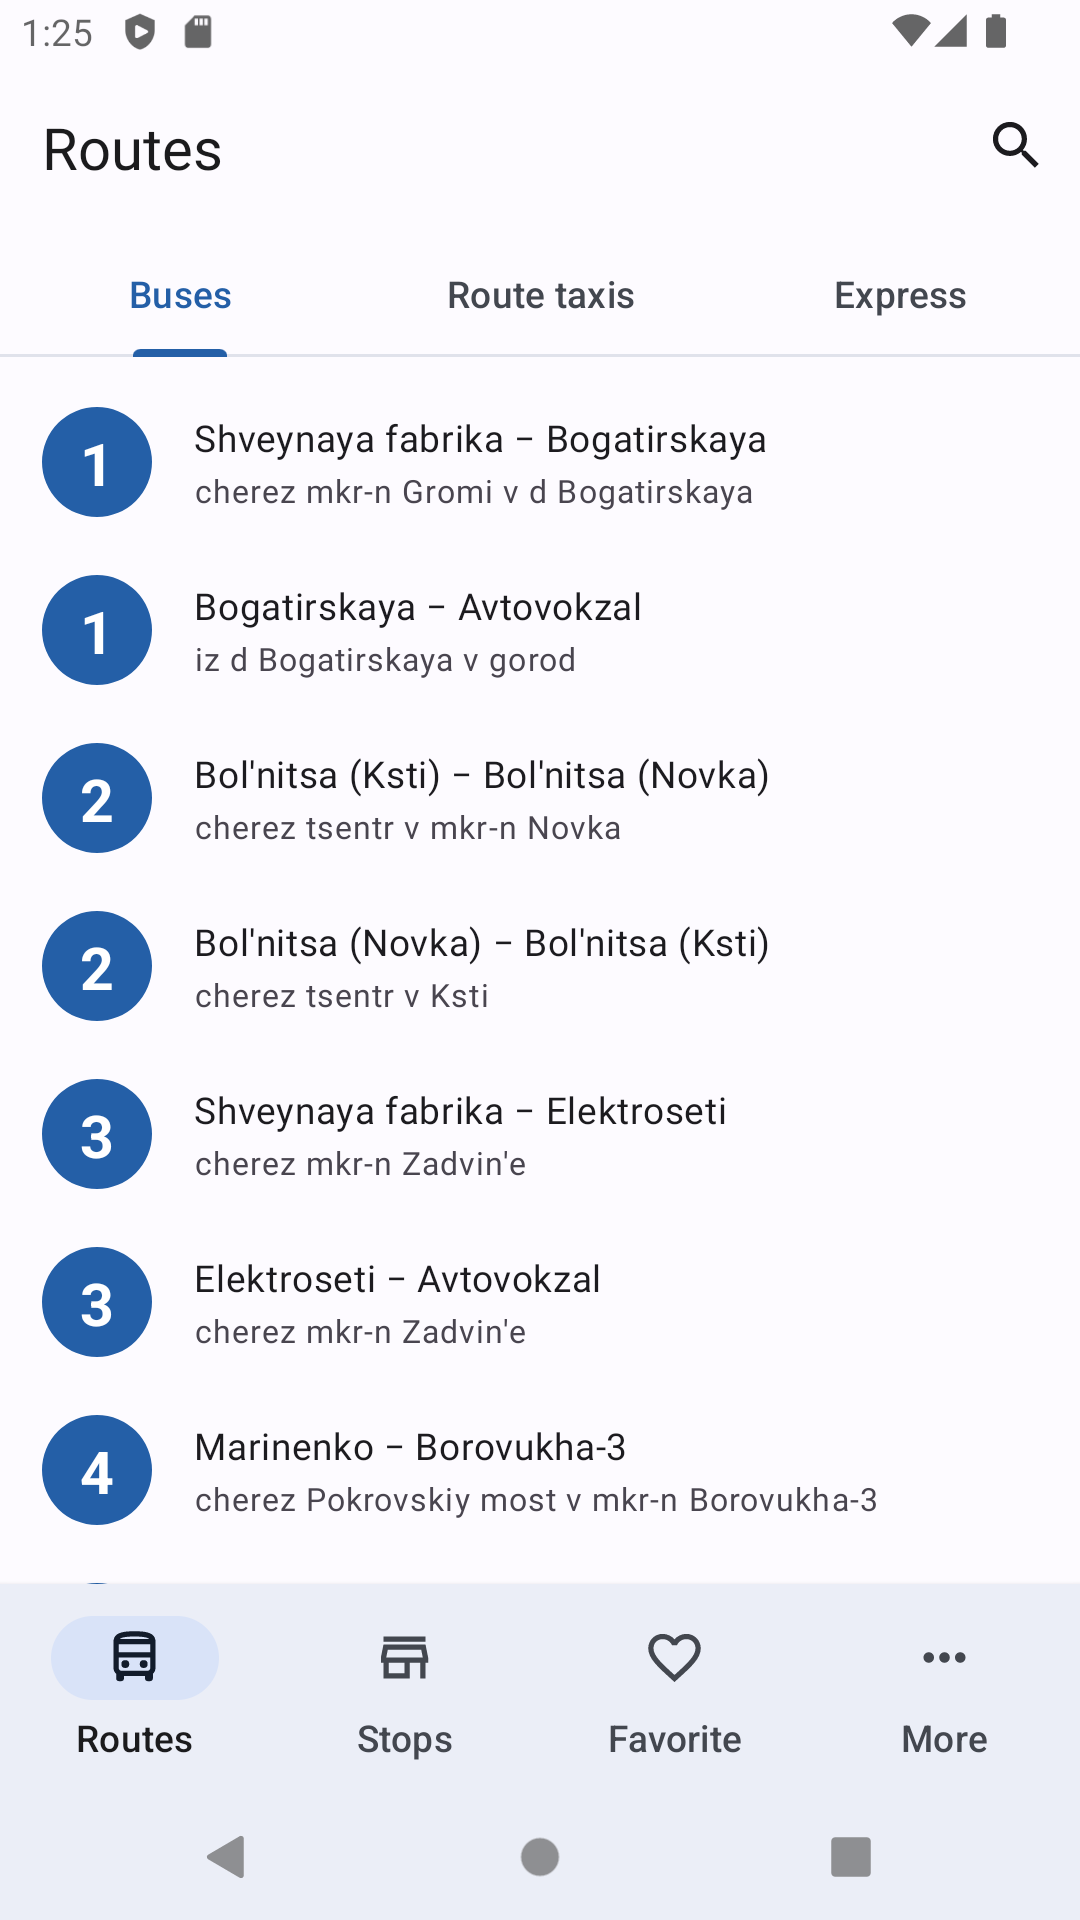 1:25
Routes
Buses Route taxis Express
1
Shveynaya fabrika – Bogatirskaya
cherez mkr-n Gromi v d Bogatirskaya
1
Bogatirskaya – Avtovokzal
iz d Bogatirskaya v gorod
2
Bol'nitsa (Ksti) – Bol'nitsa (Novka)
cherez tsentr v mkr-n Novka
2
Bol'nitsa (Novka) – Bol'nitsa (Ksti)
cherez tsentr v Ksti
3
Shveynaya fabrika – Elektroseti
cherez mkr-n Zadvin'e
3
Elektroseti – Avtovokzal
cherez mkr-n Zadvin'e
4
Marinenko – Borovukha-3
cherez Pokrovskiy most v mkr-n Borovukha-3
Routes Stops Favorite More